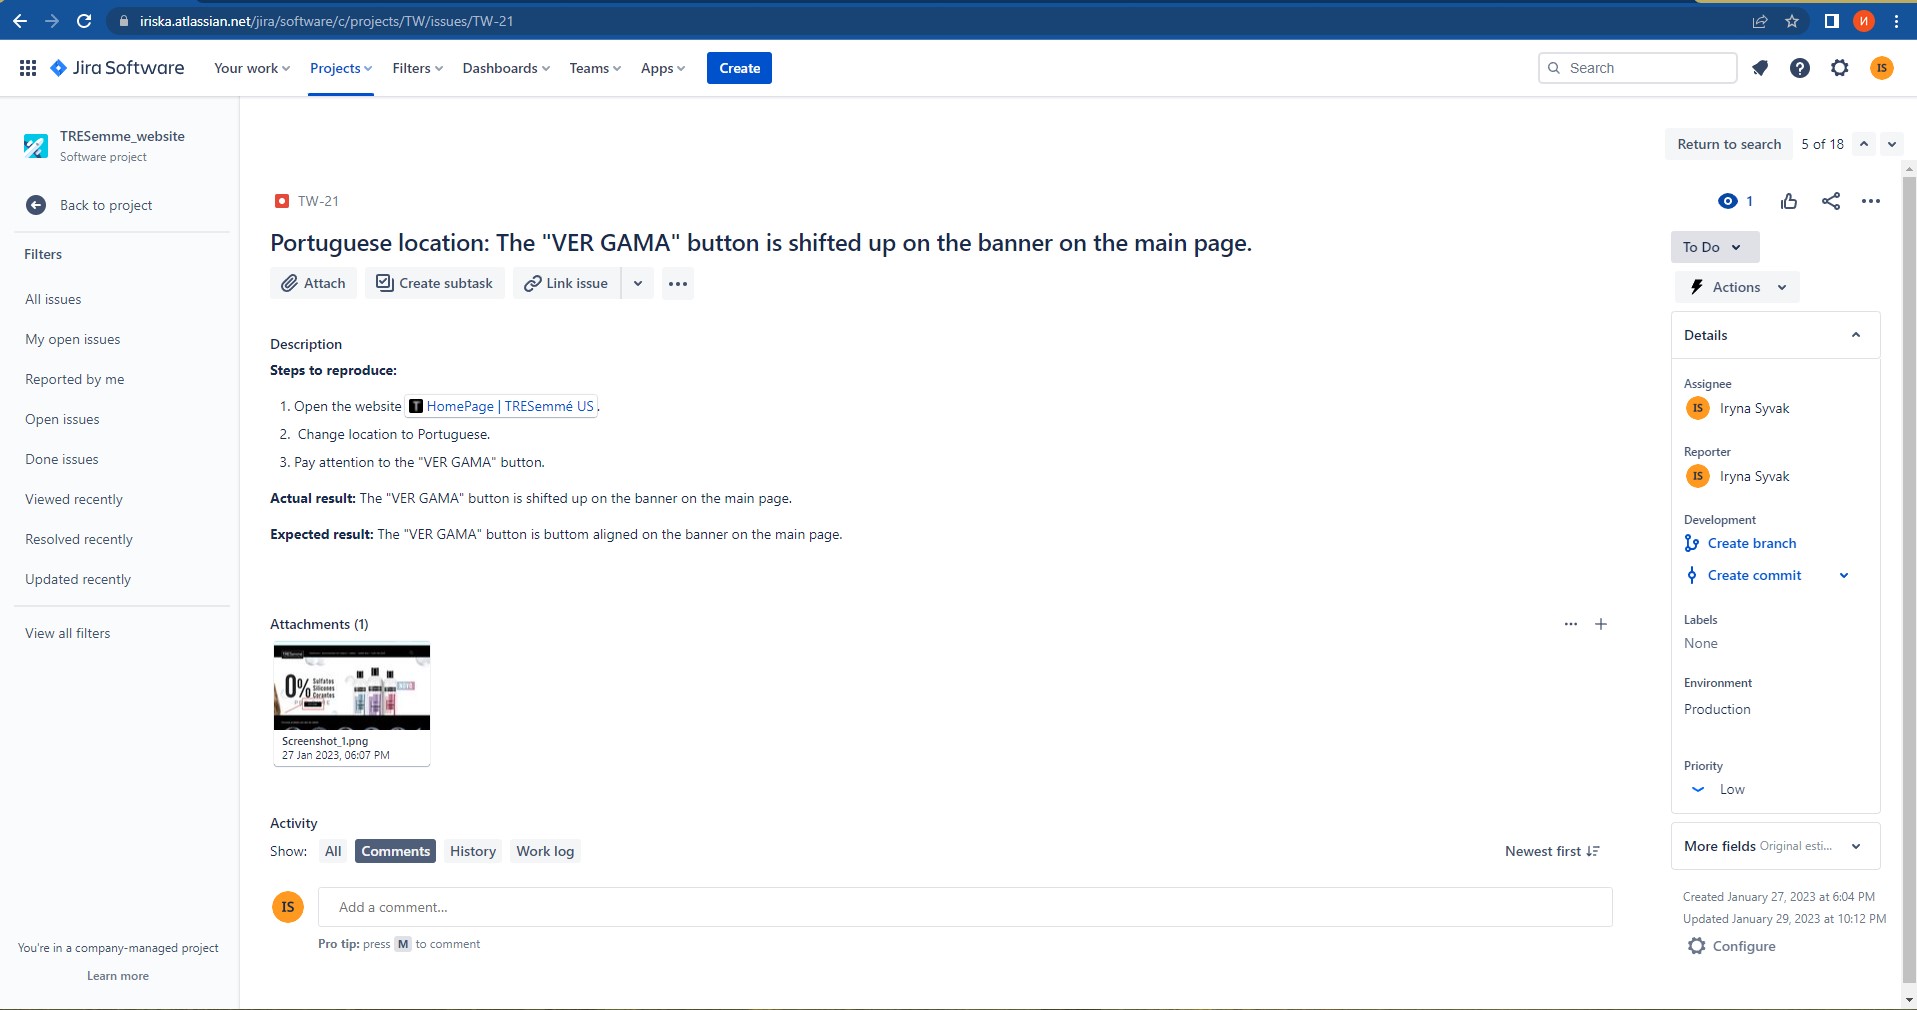 iriska.atlassian.net/jira/software/c/projects/TW/issues/TW-21
И
Jira Software
Your work
Projects
Filters
Dashboards
Teams
Apps
Create
Search
IS
TRESemme_website
Software project
Back to project
Filters
All issues
My open issues
Reported by me
Open issues
Done issues
Viewed recently
Resolved recently
Updated recently
View all filters
You're in a company-managed project
Learn more
Return to search
5 of 18
TW-21
1
Portuguese location: The "VER GAMA" button is shifted up on the banner on the main page.
Attach
Create subtask
Link issue
Description
Steps to reproduce:
1. Open the website T HomePage | TRESemmé US .
2. Change location to Portuguese.
3. Pay attention to the "VER GAMA" button.
Actual result: The "VER GAMA" button is shifted up on the banner on the main page.
Expected result: The "VER GAMA" button is buttom aligned on the banner on the main page.
Attachments (1)
TRESemme
0% Sulfatos
Silicones
Corantes
Screenshot_1.png
27 Jan 2023, 06:07 PM
Activity
Show:
All
Comments
History
Work log
Newest first
IS
Add a comment...
Pro tip: press M to comment
To Do
Actions
Details
Assignee
IS Iryna Syvak
Reporter
IS Iryna Syvak
Development
Create branch
Create commit
Labels
None
Environment
Production
Priority
Low
More fields Original esti...
Created January 27, 2023 at 6:04 PM
Updated January 29, 2023 at 10:12 PM
Configure